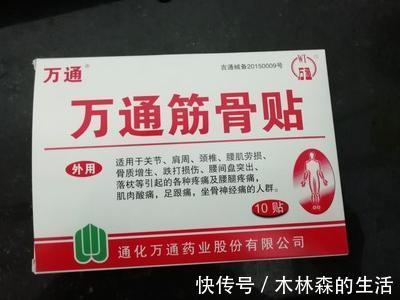 万通®
吉通械备20150009号
WT
万通
万通筋骨贴
外用
适用于关节、肩周、颈椎、腰肌劳损、
骨质增生、跌打损伤、腰间盘突出、
落枕等引起的各种疼痛及腰腿疼痛，
肌肉酸痛，足跟痛，坐骨神经痛的人群。
10贴
通化万通药业股份有限公司
快传号 / 木林森的生活